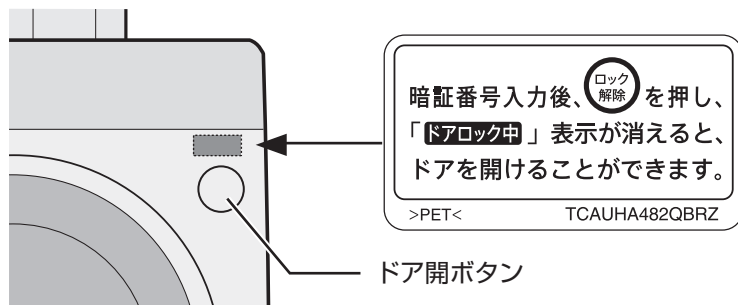 暗証番号入力後、ロック解除を押し、
「ドアロック中」表示が消えると、
ドアを開けることができます。
>PET< TCAUHA482QBRZ
ドア開ボタン